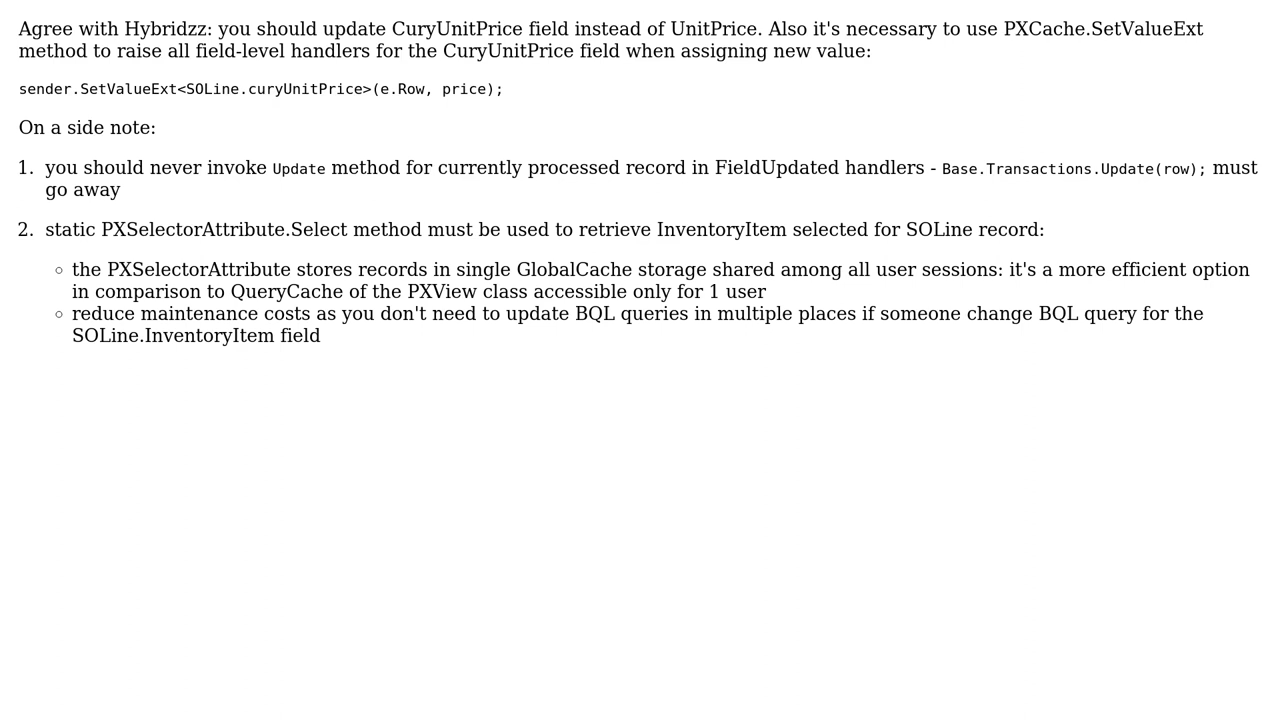 Agree with Hybridzz: you should update CuryUnitPrice field instead of UnitPrice. Also it's necessary to use PXCache.SetValueExt
method to raise all field-level handlers for the CuryUnitPrice field when assigning new value:
sender.SetValueExt<SOLine.curyUnitPrice>(e.Row, price);
On a side note:
1. you should never invoke Update method for currently processed record in FieldUpdated handlers - Base.Transactions.Update(row); must
go away
2. static PXSelectorAttribute.Select method must be used to retrieve InventoryItem selected for SOLine record:
◦ the PXSelectorAttribute stores records in single GlobalCache storage shared among all user sessions: it's a more efficient option
in comparison to QueryCache of the PXView class accessible only for 1 user
◦ reduce maintenance costs as you don't need to update BQL queries in multiple places if someone change BQL query for the
SOLine.InventoryItem field